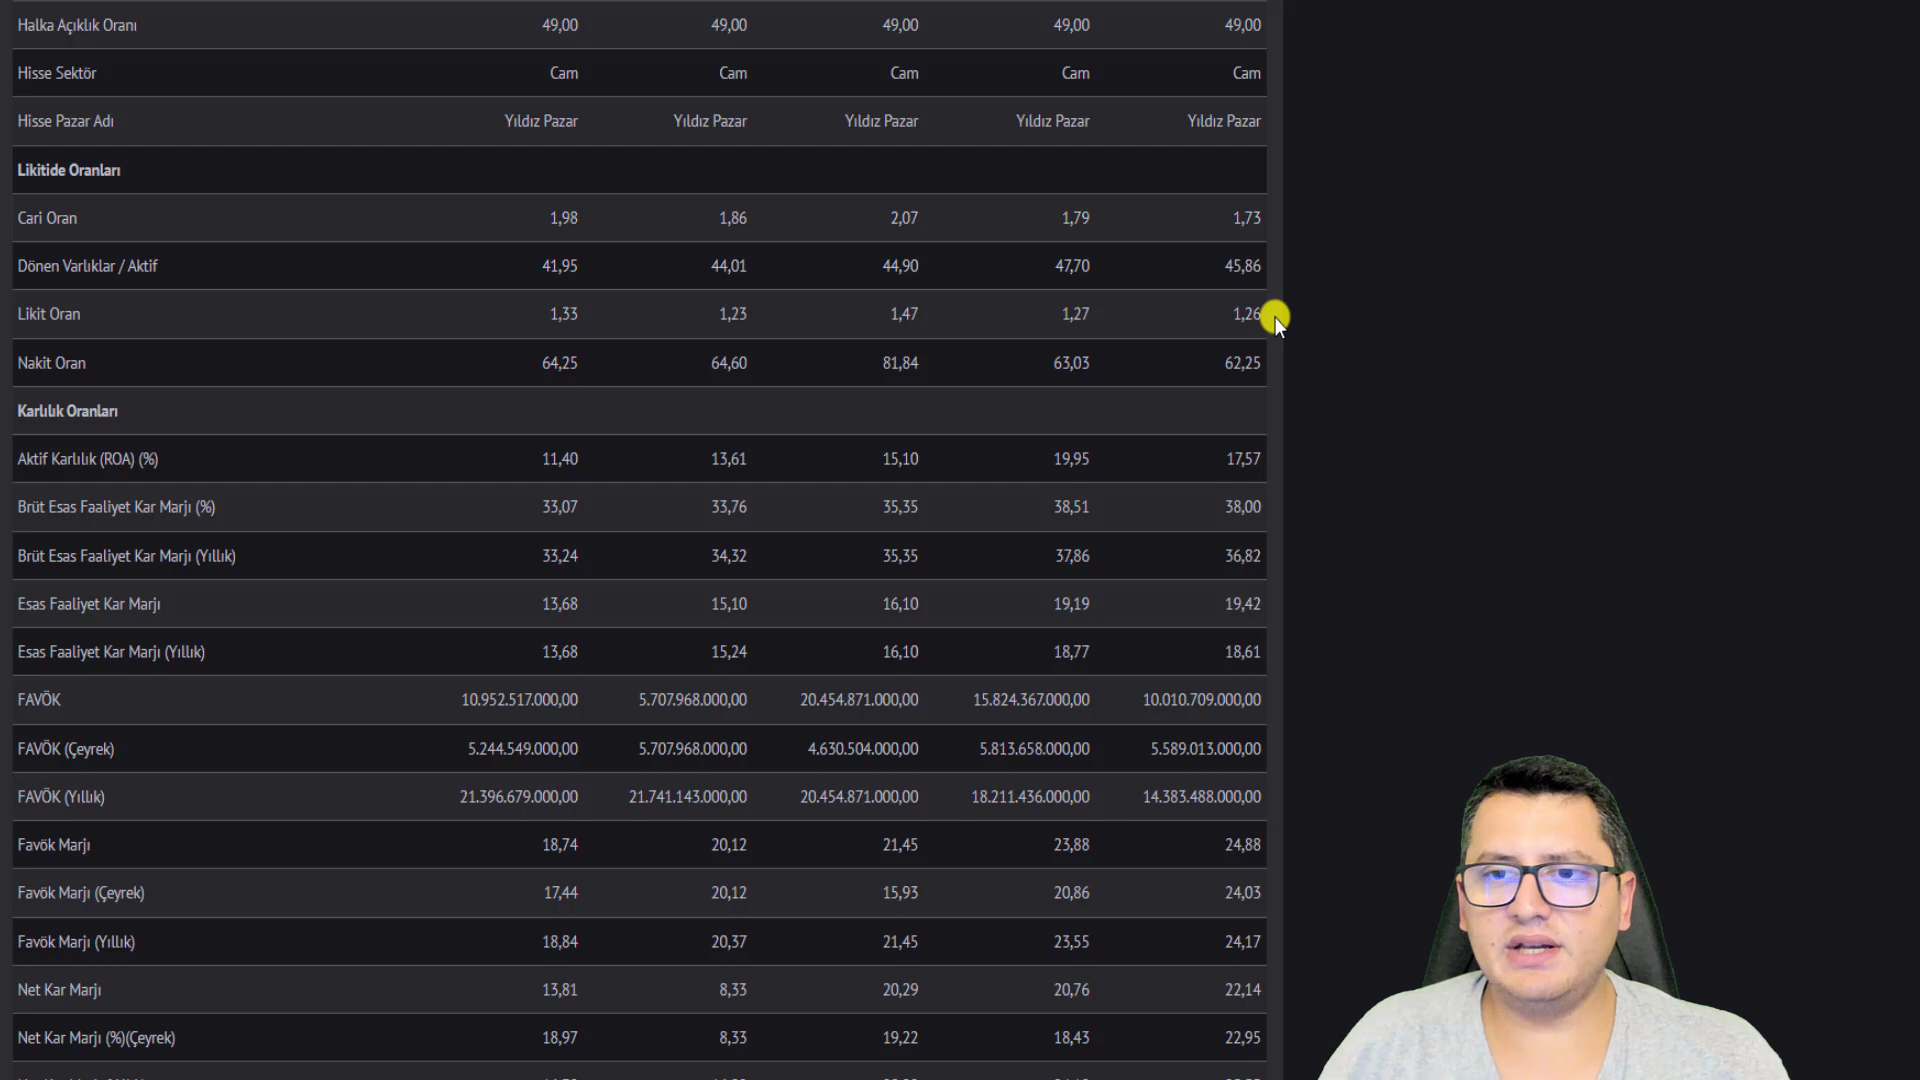 Halka Açıklık Oranı 49,00 49,00 49,00 49,00 49,00
Hisse Sektör Cam Cam Cam Cam Cam
Hisse Pazar Adı Yıldız Pazar Yıldız Pazar Yıldız Pazar Yıldız Pazar Yıldız Pazar
Likitide Oranları
Cari Oran 1,98 1,86 2,07 1,79 1,73
Dönen Varlıklar / Aktif 41,95 44,01 44,90 47,70 45,86
Likit Oran 1,33 1,23 1,47 1,27 1,26
Nakit Oran 64,25 64,60 81,84 63,03 62,25
Karlılık Oranları
Aktif Karlılık (ROA) (%) 11,40 13,61 15,10 19,95 17,57
Brüt Esas Faaliyet Kar Marjı (%) 33,07 33,76 35,35 38,51 38,00
Brüt Esas Faaliyet Kar Marjı (Yıllık) 33,24 34,32 35,35 37,86 36,82
Esas Faaliyet Kar Marjı 13,68 15,10 16,10 19,19 19,42
Esas Faaliyet Kar Marjı (Yıllık) 13,68 15,24 16,10 18,77 18,61
FAVÖK 10.952.517.000,00 5.707.968.000,00 20.454.871.000,00 15.824.367.000,00 10.010.709.000,00
FAVÖK (Çeyrek) 5.244.549.000,00 5.707.968.000,00 4.630.504.000,00 5.813.658.000,00 5.589.013.000,00
FAVÖK (Yıllık) 21.396.679.000,00 21.741.143.000,00 20.454.871.000,00 18.211.436.000,00 14.383.488.000,00
Favök Marjı 18,74 20,12 21,45 23,88 24,88
Favök Marjı (Çeyrek) 17,44 20,12 15,93 20,86 24,03
Favök Marjı (Yıllık) 18,84 20,37 21,45 23,55 24,17
Net Kar Marjı 13,81 8,33 20,29 20,76 22,14
Net Kar Marjı (%)(Çeyrek) 18,97 8,33 19,22 18,43 22,95